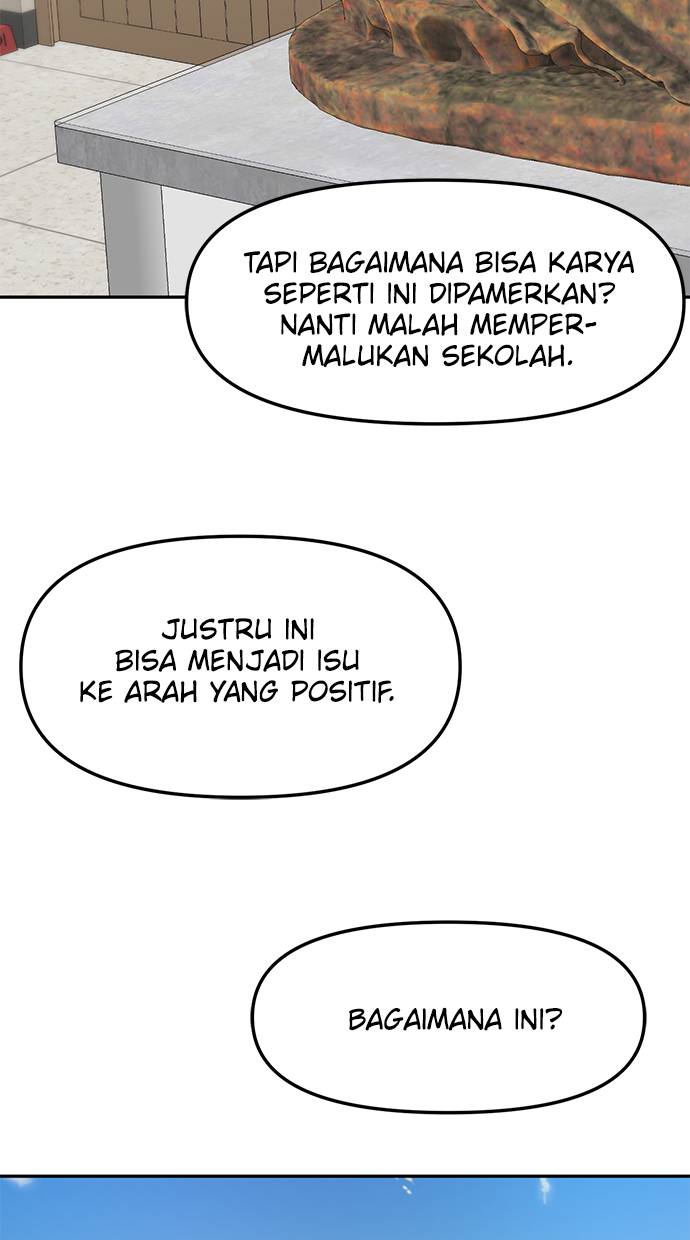 TAPI BAGAIMANA BISA KARYA
SEPERTI INI DIPAMERKAN?
NANTI MALAH MEMPER-
MALUKAN SEKOLAH.
JUSTRU INI
BISA MENJADI ISU
KE ARAH YANG POSITIF.
BAGAIMANA INI?